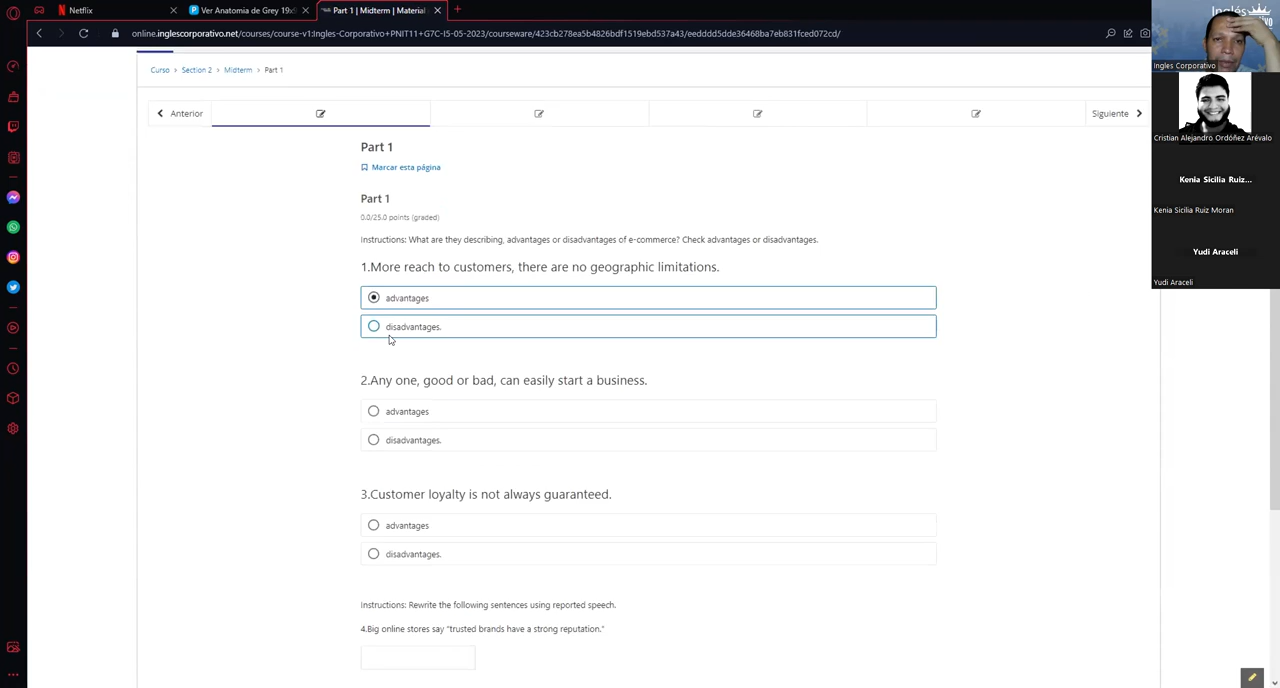 Netflix
Ver Anatomia de Grey 19x
Part 1 | Midterm | Material
online.inglescorporativo.net/courses/course-v1:Ingles-Corporativo+PNIT11+G7C-I5-05-2023/courseware/423cb278ea5b4826bdf1519ebd537a43/eedddd5dde36468ba7eb831fced072cd/
Curso > Section 2 > Midterm > Part 1
Anterior
Siguiente
Part 1
Marcar esta página
Part 1
0.0/25.0 points (graded)
Instructions: What are they describing, advantages or disadvantages of e-commerce? Check advantages or disadvantages.
1.More reach to customers, there are no geographic limitations.
advantages
disadvantages.
2.Any one, good or bad, can easily start a business.
advantages
disadvantages.
3.Customer loyalty is not always guaranteed.
advantages
disadvantages.
Instructions: Rewrite the following sentences using reported speech.
4.Big online stores say “trusted brands have a strong reputation.”
Inglés
Ingles Corporativo
Cristian Alejandro Ordóñez Arévalo
Kenia Sicilia Ruiz...
Kenia Sicilia Ruiz Moran
Yudi Araceli
Yudi Araceli